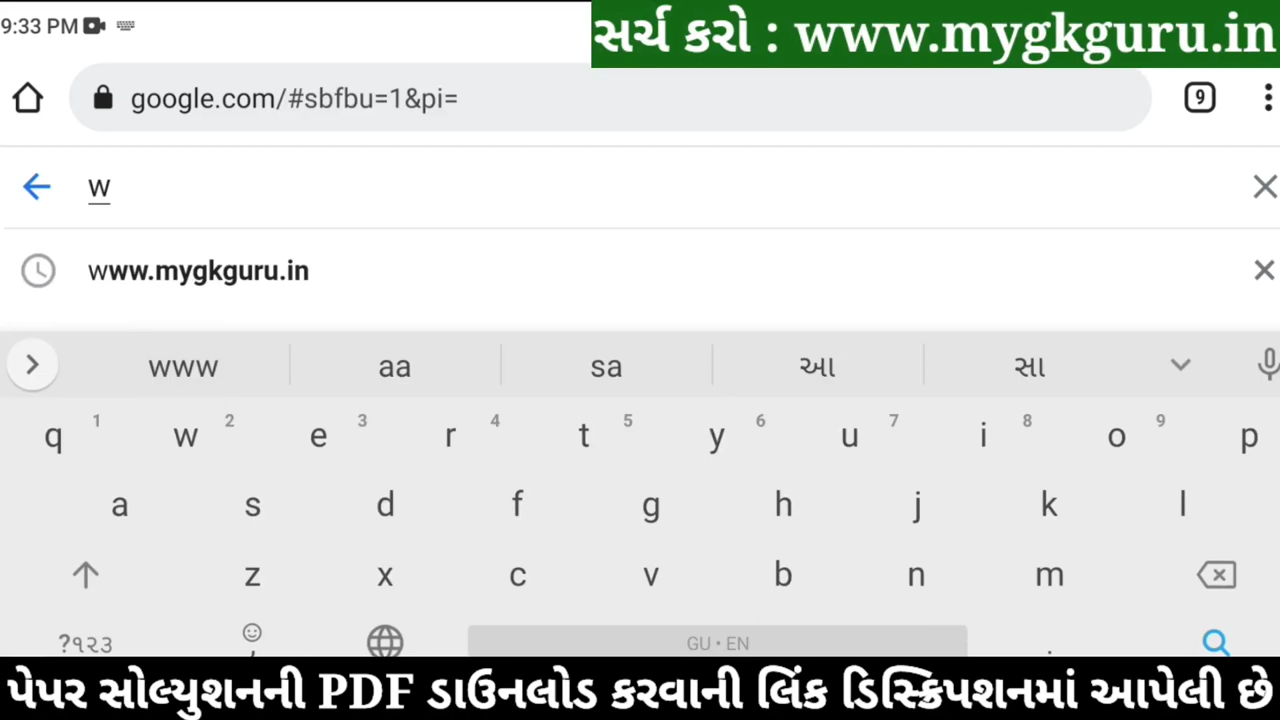 9:33 PM
સર્ચ કરો : www.mygkguru.in
google.com/#sbfbu=1&pi=
9
w
www.mygkguru.in
www aa sa આ સા
q 1 w 2 e 3 r 4 t 5 y 6 u 7 i 8 o 9 p
a s d f g h j k l
z x c v b n m
?૧૨૩ , GU • EN .
પેપર સોલ્યુશનની PDF ડાઉનલોડ કરવાની લિંક ડિસ્ક્રિપશનમાં આપેલી છે